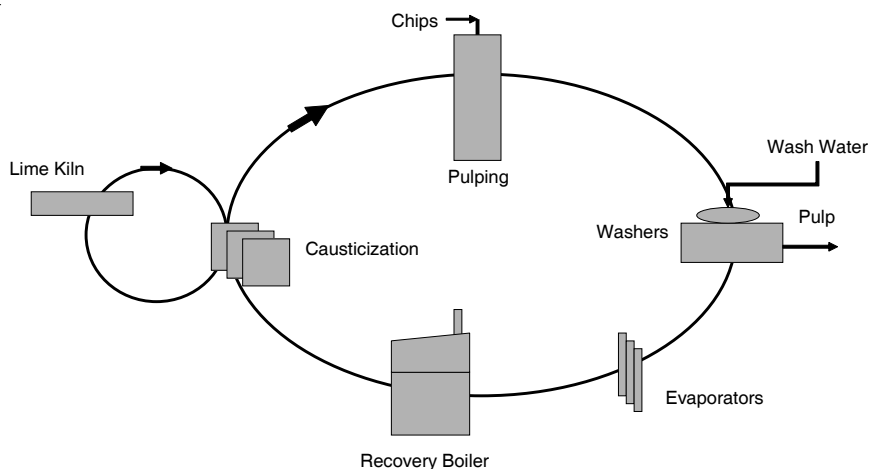 Chips
Wash Water
Lime Kiln
Pulping
Pulp
Washers
Causticization
Evaporators
Recovery Boiler